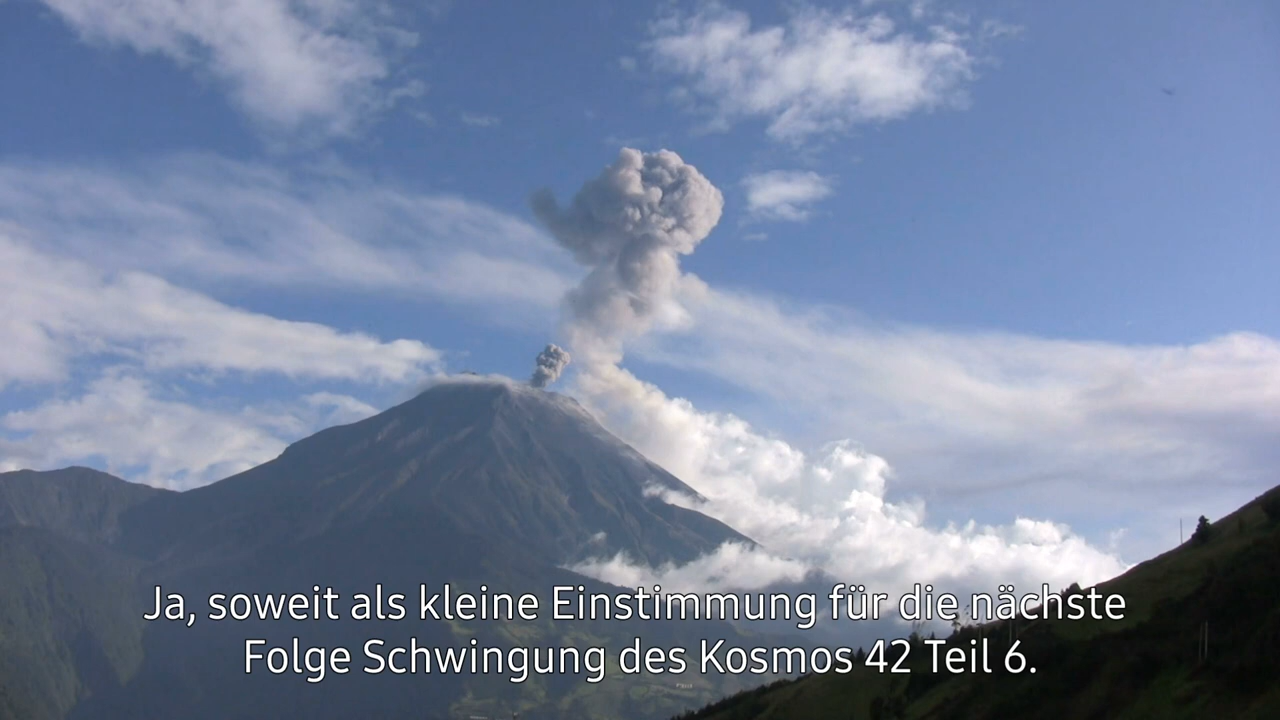 Ja, soweit als kleine Einstimmung für die nächste
Folge Schwingung des Kosmos 42 Teil 6.